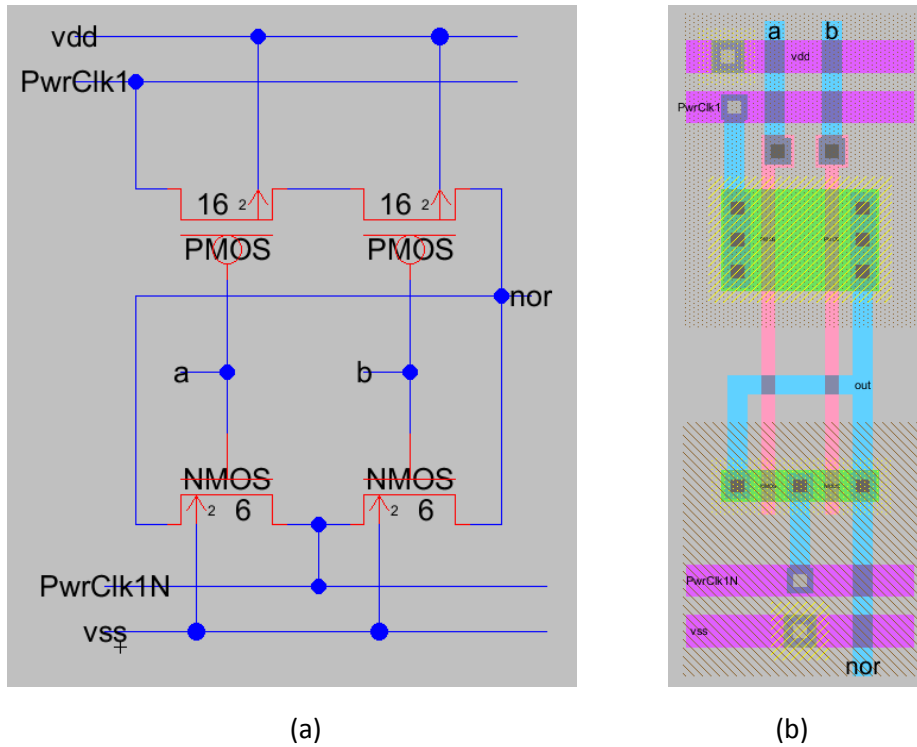 vdd
PwrClk1
16 2
16 2
PMOS
PMOS
nor
a
b
NMOS
NMOS
2 6
2 6
PwrClk1N
vss
(a)
a
b
vdd
PwrClk1
out
PwrClk1N
vss
nor
(b)